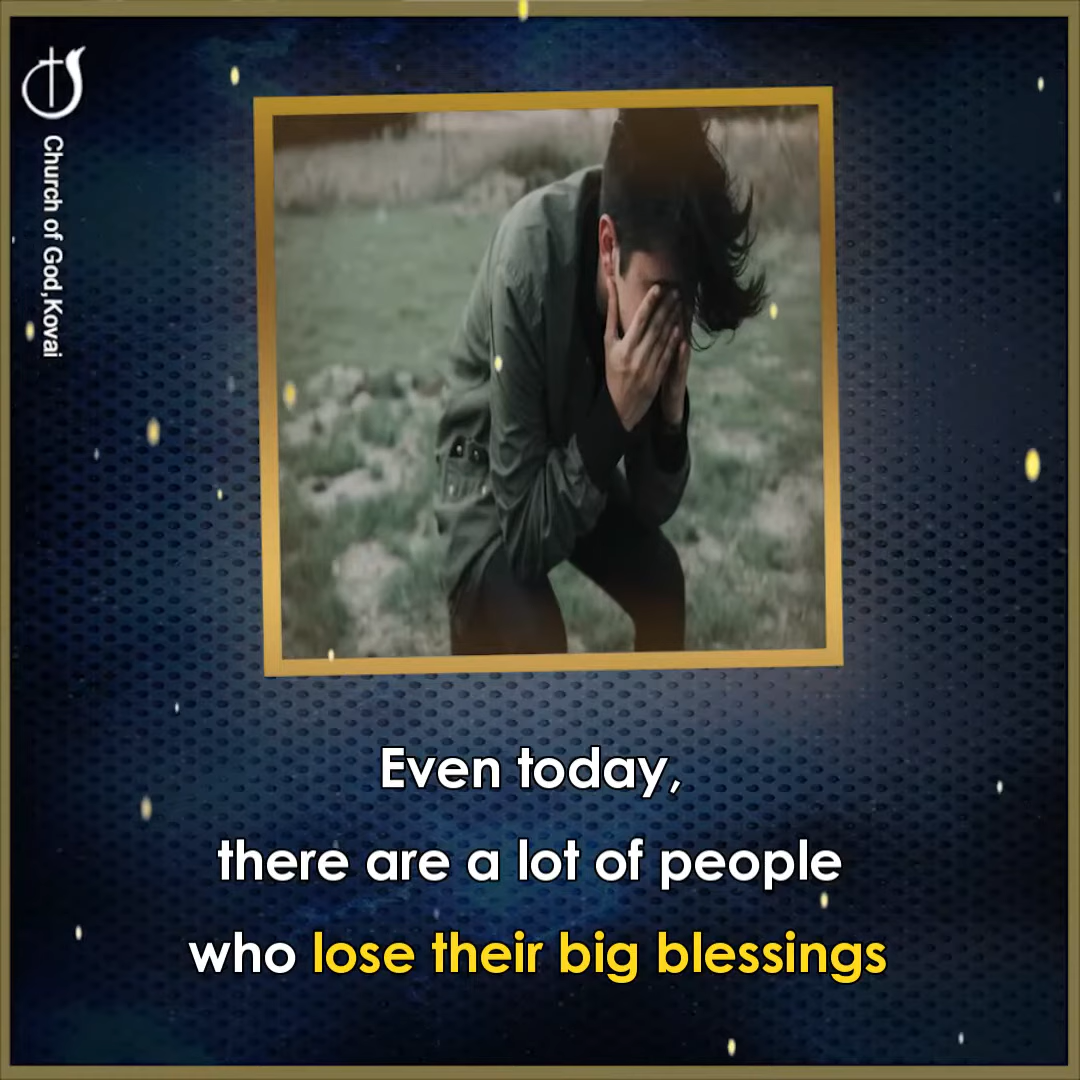 Church of God,Kovai
Even today,
there are a lot of people
who lose their big blessings